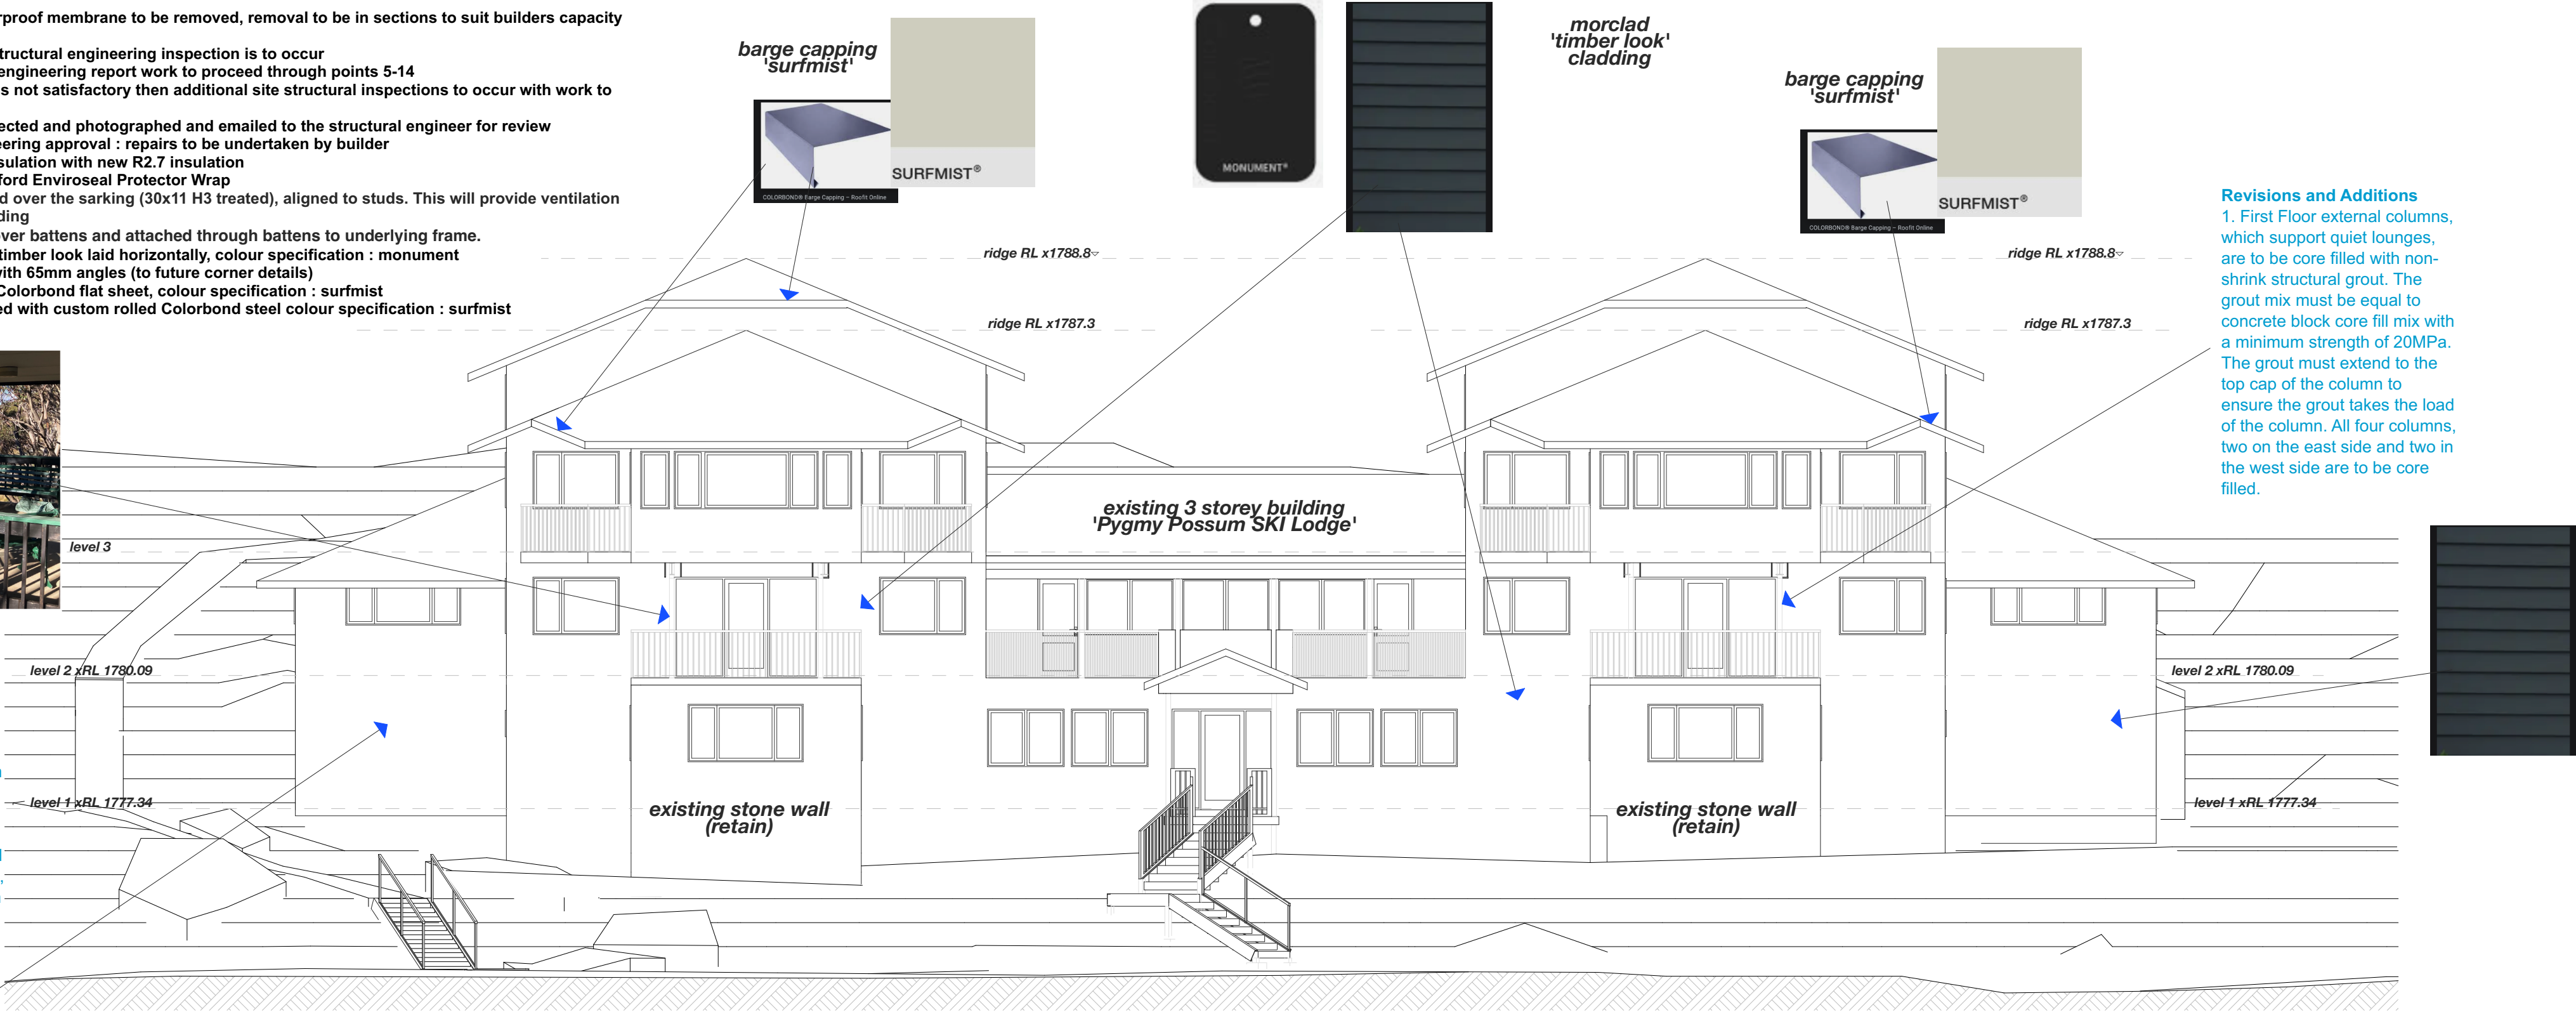 rproof membrane to be removed, removal to be in sections to suit builders capacity
tructural engineering inspection is to occur
engineering report work to proceed through points 5-14
s not satisfactory then additional site structural inspections to occur with work to
ected and photographed and emailed to the structural engineer for review
eering approval : repairs to be undertaken by builder
sulation with new R2.7 insulation
ford Enviroseal Protector Wrap
d over the sarking (30x11 H3 treated), aligned to studs. This will provide ventilation
ding
ver battens and attached through battens to underlying frame.
timber look laid horizontally, colour specification : monument
with 65mm angles (to future corner details)
Colorbond flat sheet, colour specification : surfmist
ed with custom rolled Colorbond steel colour specification : surfmist
barge capping
'surfmist'
SURFMIST®
COLORBOND® Barge Capping – Roofit Online
MONUMENT®
morclad
'timber look'
cladding
barge capping
'surfmist'
SURFMIST®
COLORBOND® Barge Capping – Roofit Online
Revisions and Additions
1. First Floor external columns,
which support quiet lounges,
are to be core filled with non-
shrink structural grout. The
grout mix must be equal to
concrete block core fill mix with
a minimum strength of 20MPa.
The grout must extend to the
top cap of the column to
ensure the grout takes the load
of the column. All four columns,
two on the east side and two in
the west side are to be core
filled.
ridge RL x1788.8
ridge RL x1788.8
ridge RL x1787.3
ridge RL x1787.3
existing 3 storey building
'Pygmy Possum SKI Lodge'
level 3
level 2 xRL 1780.09
level 2 xRL 1780.09
level 1 xRL 1777.34
level 1 xRL 1777.34
existing stone wall
(retain)
existing stone wall
(retain)